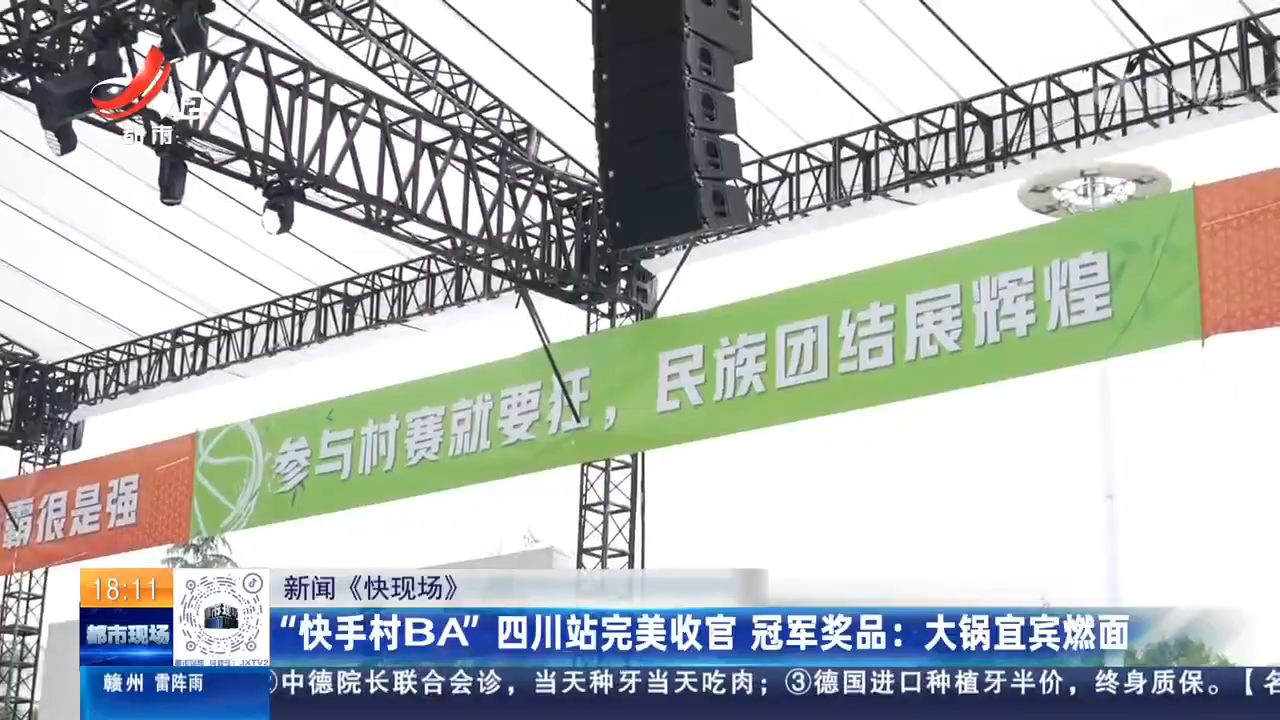 都市
参与村赛就要狂，民族团结展辉煌
霸很是强
18:11
新闻《快现场》
都市现场
“快手村BA”四川站完美收官 冠军奖品：大锅宜宾燃面
赣州 雷阵雨
①中德院长联合会诊，当天种牙当天吃肉；③德国进口种植牙半价，终身质保。【名